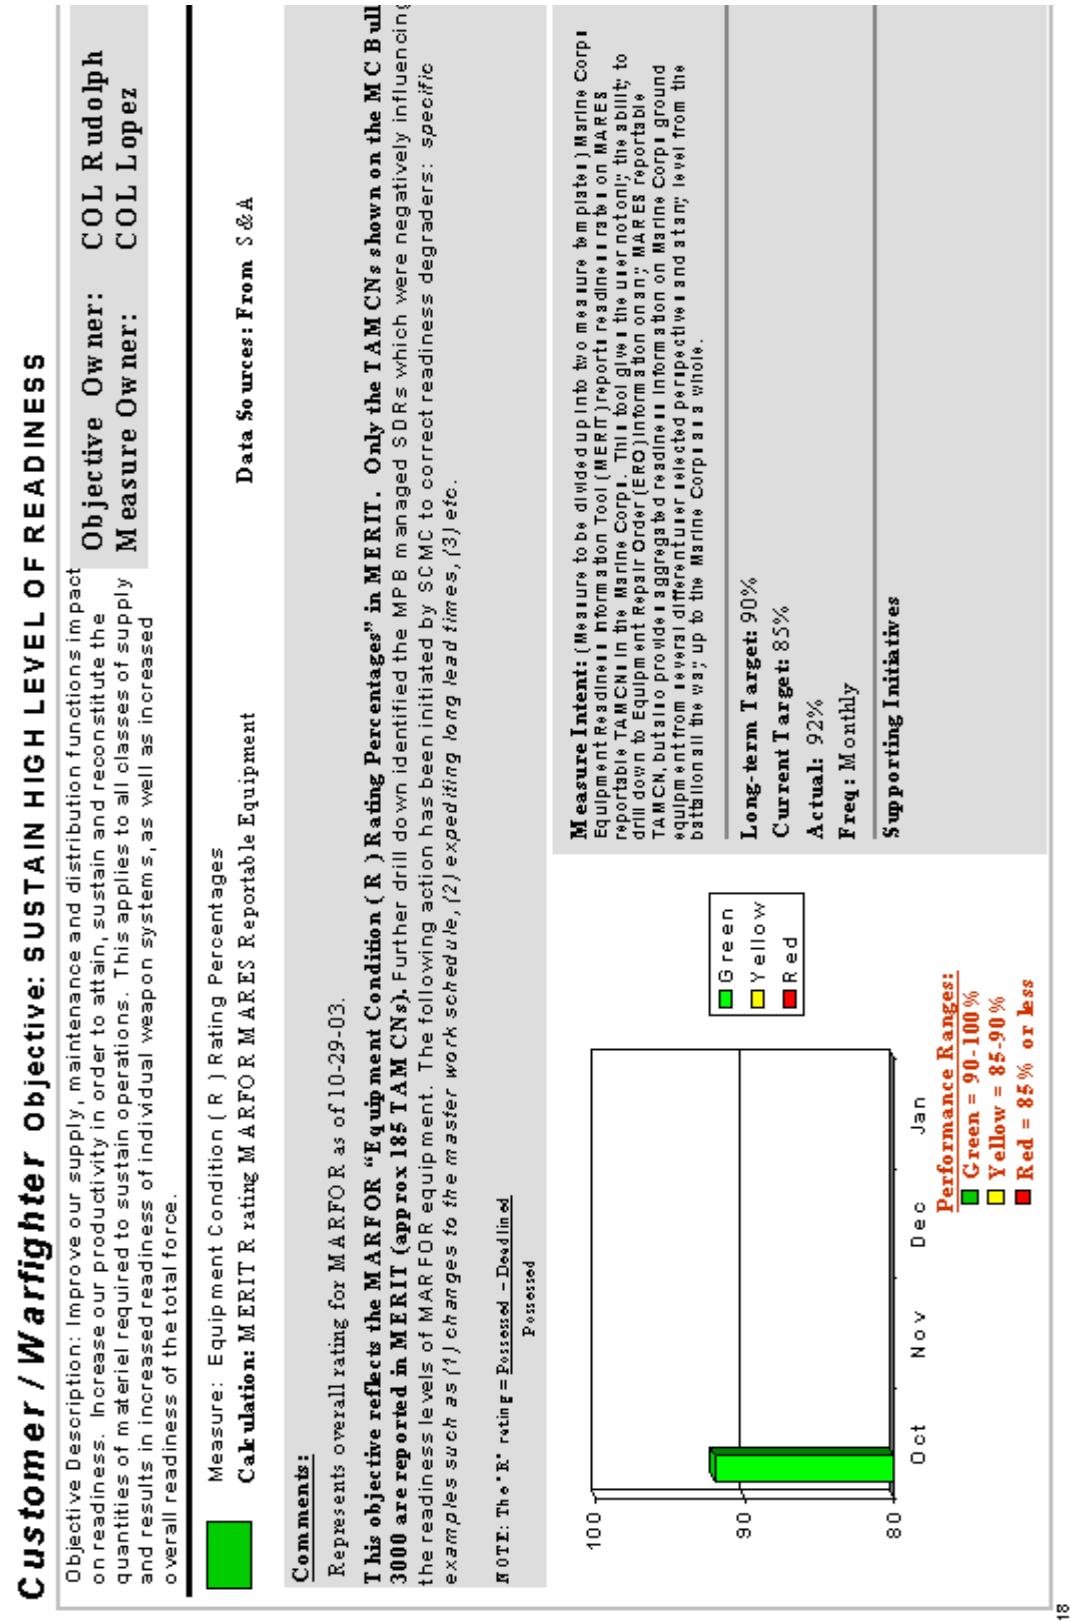 Customer / Warfighter Objective: SUSTAIN HIGH LEVEL OF READINESS
Objective Description: Improve our supply, maintenance and distribution functions impact
on readiness. Increase our productivity in order to attain, sustain and reconstitute the
quantities of materiel required to sustain operations. This applies to all classes of supply
and results in increased readiness of individual weapon systems, as well as increased
overall readiness of the total force.
Objective Owner: COL Rudolph
Measure Owner: COL Lopez
Measure: Equipment Condition ( R ) Rating Percentages
Calculation: MERIT R rating MARFOR MARES Reportable Equipment
Data Sources: From S&A
Comments:
Represents overall rating for MARFOR as of 10-29-03.
This objective reflects the MARFOR “Equipment Condition ( R ) Rating Percentages” in MERIT. Only the TAMCNs shown on the MC Bull
3000 are reported in MERIT (approx 185 TAMCNs). Further drill down identified the MPB managed SDRs which were negatively influencing
the readiness levels of MARFOR equipment. The following action has been initiated by SCMC to correct readiness degraders: specific
examples such as (1) changes to the master work schedule, (2) expediting long lead times, (3) etc.
NOTE: The "R" rating = Possessed – Deadlined
Possessed
100
90
80
Oct
Nov
Dec
Jan
Green
Yellow
Red
Performance Ranges:
Green = 90-100%
Yellow = 85-90%
Red = 85% or less
Measure Intent: (Measure to be divided up into two measure templates) Marine Corps
Equipment Readiness Information Tool (MERIT) reports readiness rates on MARES
reportable TAMCNs in the Marine Corps. This tool gives the user not only the ability to
drill down to Equipment Repair Order (ERO) information on any MARES reportable
TAMCN, but also provides aggregated readiness information on Marine Corps ground
equipment from several different user selected perspectives and at any level from the
battalion all the way up to the Marine Corps as a whole.
Long-term Target: 90%
Current Target: 85%
Actual: 92%
Freq: Monthly
Supporting Initiatives
18